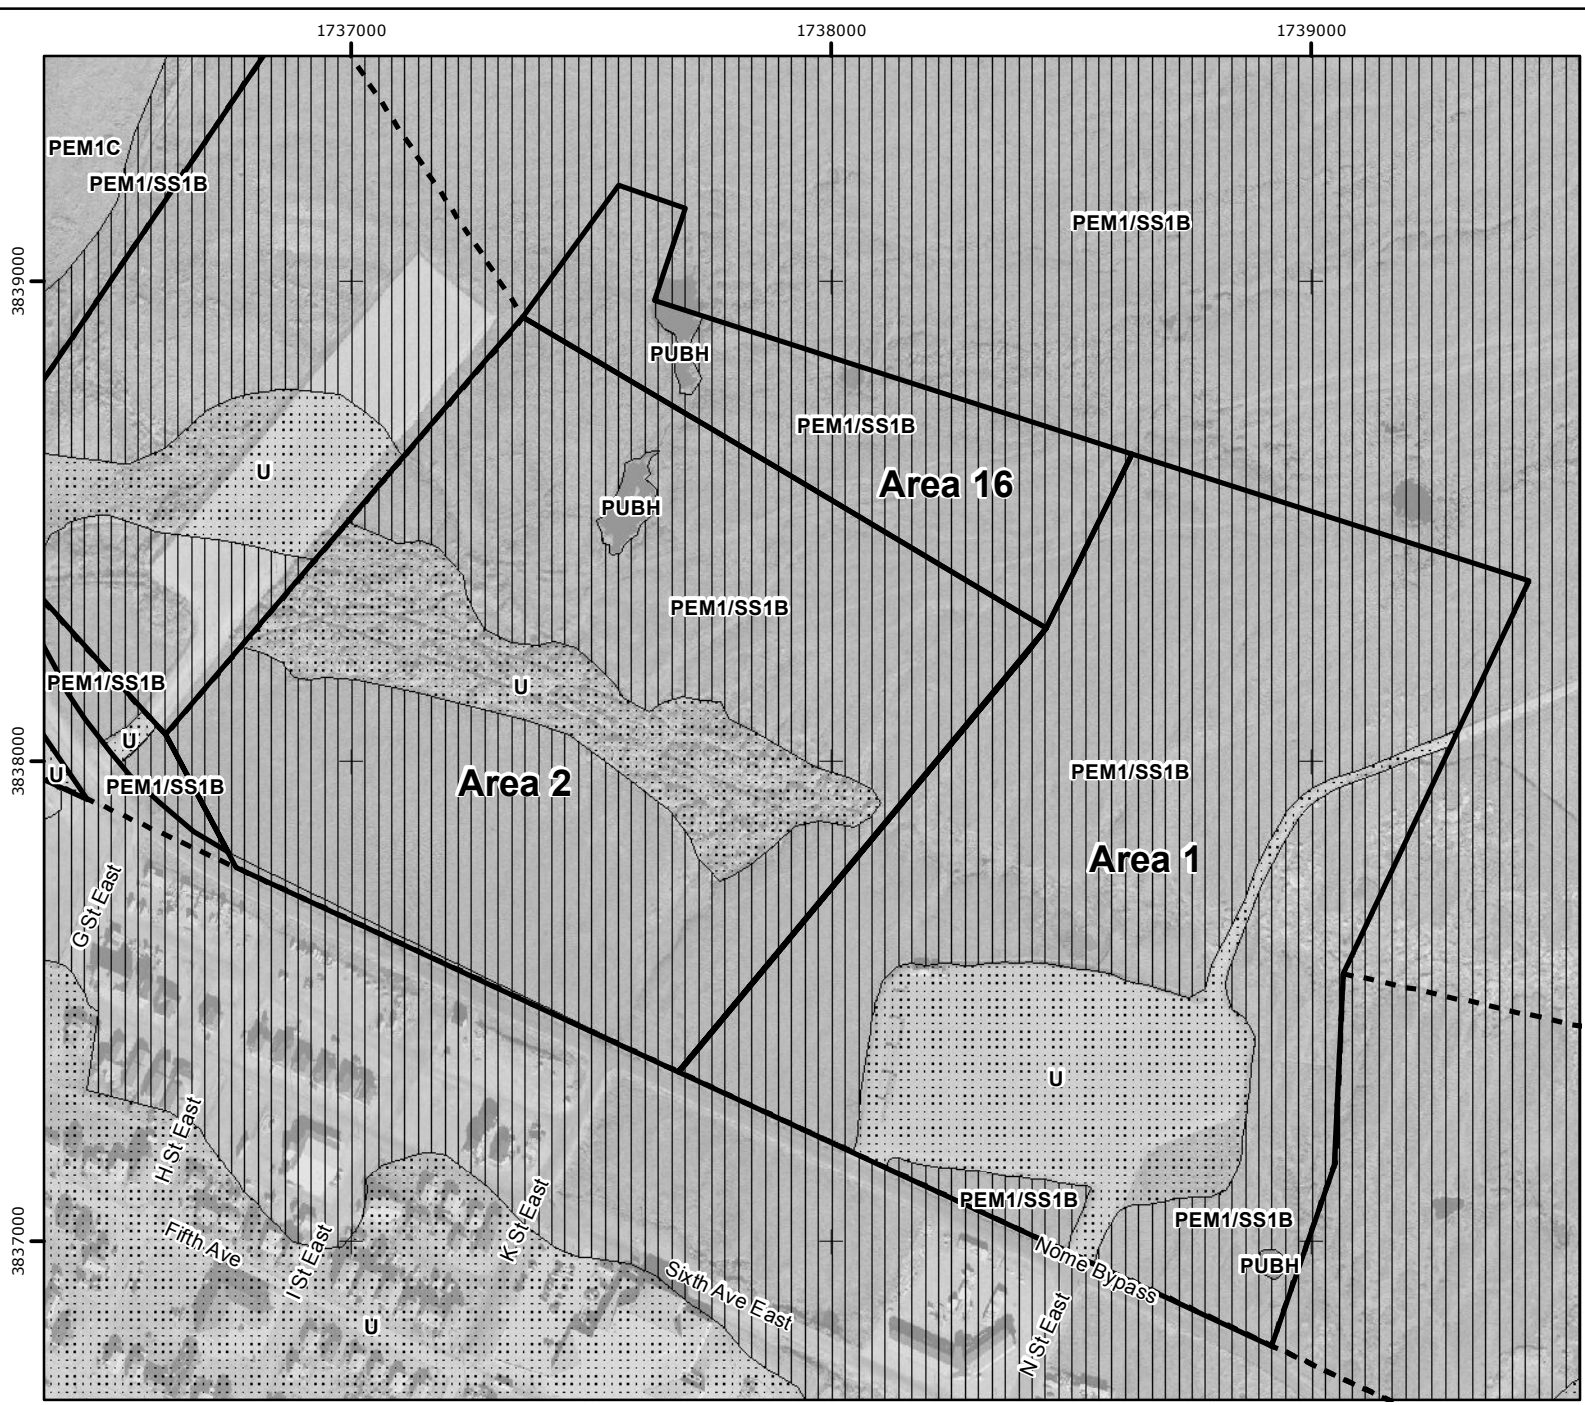 1737000
1738000
1739000
PEM1C
PEM1/SS1B
PEM1/SS1B
3839000
PUBH
PEM1/SS1B
U
Area 16
PUBH
PEM1/SS1B
PEM1/SS1B
U
U
3838000
U
PEM1/SS1B
Area 2
PEM1/SS1B
Area 1
G St East
U
H St East
PEM1/SS1B
PEM1/SS1B
3837000
Fifth Ave
K St East
I St East
Nome Bypass
PUBH
Sixth Ave East
N St East
U